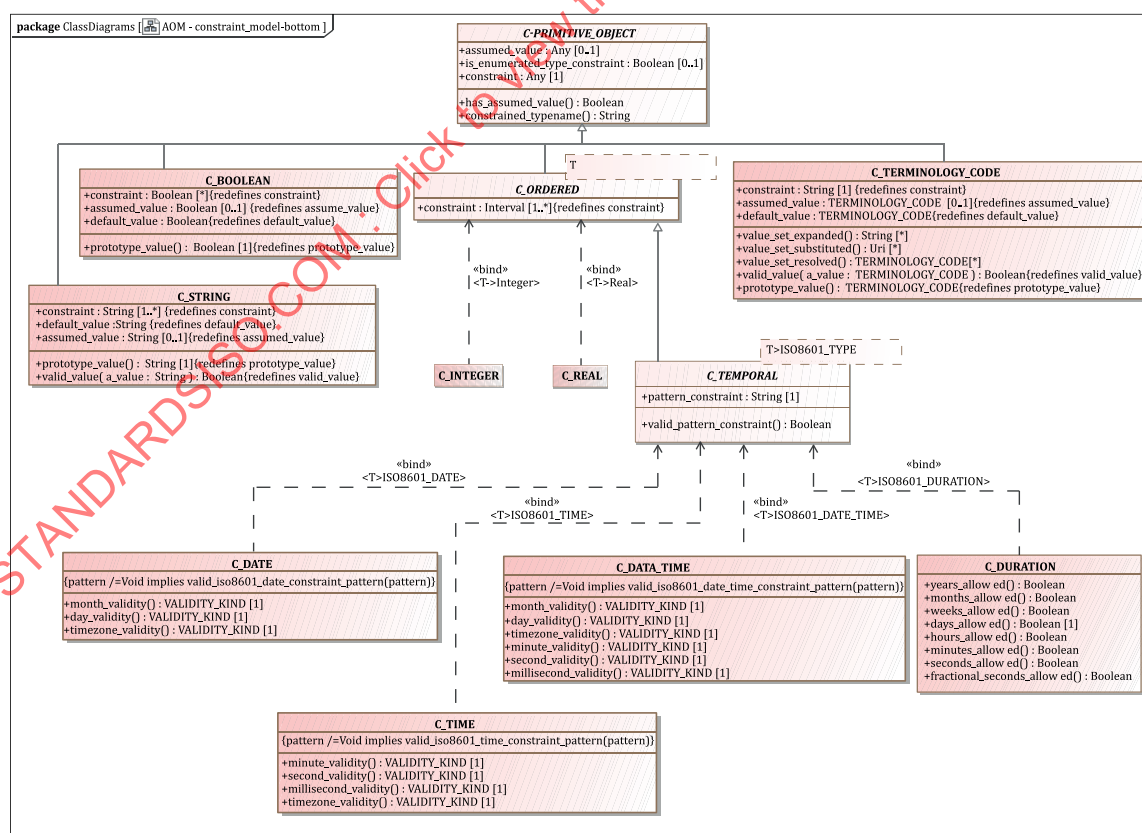 package ClassDiagrams [ AOM - constraint_model-bottom ]
C-PRIMITIVE_OBJECT
+assumed_value : Any [0..1]
+is_enumerated_type_constraint : Boolean [0..1]
+constraint : Any [1]
+has_assumed_value() : Boolean
+constrained_typename() : String
C_BOOLEAN
+constraint : Boolean [*]{redefines constraint}
+assumed_value : Boolean [0..1] {redefines assume_value}
+default_value : Boolean{redefines default_value}
+prototype_value() : Boolean [1]{redefines prototype_value}
T
C_ORDERED
+constraint : Interval [1..*]{redefines constraint}
C_TERMINOLOGY_CODE
+constraint : String [1] {redefines constraint}
+assumed_value : TERMINOLOGY_CODE [0..1]{redefines assumed_value}
+default_value : TERMINOLOGY_CODE{redefines default_value}
+value_set_expanded() : String [*]
+value_set_substituted() : Uri [*]
+value_set_resolved() : TERMINOLOGY_CODE[*]
+valid_value( a_value : TERMINOLOGY_CODE ) : Boolean{redefines valid_value}
+prototype_value() : TERMINOLOGY_CODE{redefines prototype_value}
C_STRING
+constraint : String [1..*] {redefines constraint}
+default_value :String {redefines default_value}
+assumed_value : String [0..1]{redefines assumed_value}
+prototype_value() : String [1]{redefines prototype_value}
+valid_value( a_value : String ) : Boolean{redefines valid_value}
«bind»
<T->Integer>
«bind»
<T->Real>
C_INTEGER
C_REAL
T>ISO8601_TYPE
C_TEMPORAL
+pattern_constraint : String [1]
+valid_pattern_constraint() : Boolean
«bind»
<T>ISO8601_DATE>
«bind»
<T>ISO8601_TIME>
«bind»
<T>ISO8601_DATE_TIME>
«bind»
<T>ISO8601_DURATION>
C_DATE
{pattern /=Void implies valid_iso8601_date_constraint_pattern(pattern)}
+month_validity() : VALIDITY_KIND [1]
+day_validity() : VALIDITY_KIND [1]
+timezone_validity() : VALIDITY_KIND [1]
C_DATA_TIME
{pattern /=Void implies valid_iso8601_date_time_constraint_pattern(pattern)}
+month_validity() : VALIDITY_KIND [1]
+day_validity() : VALIDITY_KIND [1]
+timezone_validity() : VALIDITY_KIND [1]
+minute_validity() : VALIDITY_KIND [1]
+second_validity() : VALIDITY_KIND [1]
+millisecond_validity() : VALIDITY_KIND [1]
C_DURATION
+years_allow ed() : Boolean
+months_allow ed() : Boolean
+weeks_allow ed() : Boolean
+days_allow ed() : Boolean [1]
+hours_allow ed() : Boolean
+minutes_allow ed() : Boolean
+seconds_allow ed() : Boolean
+fractional_seconds_allow ed() : Boolean
C_TIME
{pattern /=Void implies valid_iso8601_time_constraint_pattern(pattern)}
+minute_validity() : VALIDITY_KIND [1]
+second_validity() : VALIDITY_KIND [1]
+millisecond_validity() : VALIDITY_KIND [1]
+timezone_validity() : VALIDITY_KIND [1]
STANDARDSISO.COM : Click to view